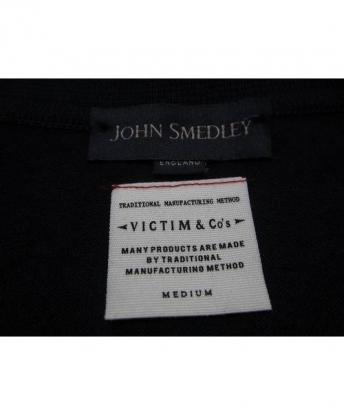 JOHN SMEDLEY
ENGLAND
TRADITIONAL MANUFACTURING METHOD
VICTIM & Co's
MANY PRODUCTS ARE MADE
BY TRADITIONAL
MANUFACTURING METHOD
MEDIUM